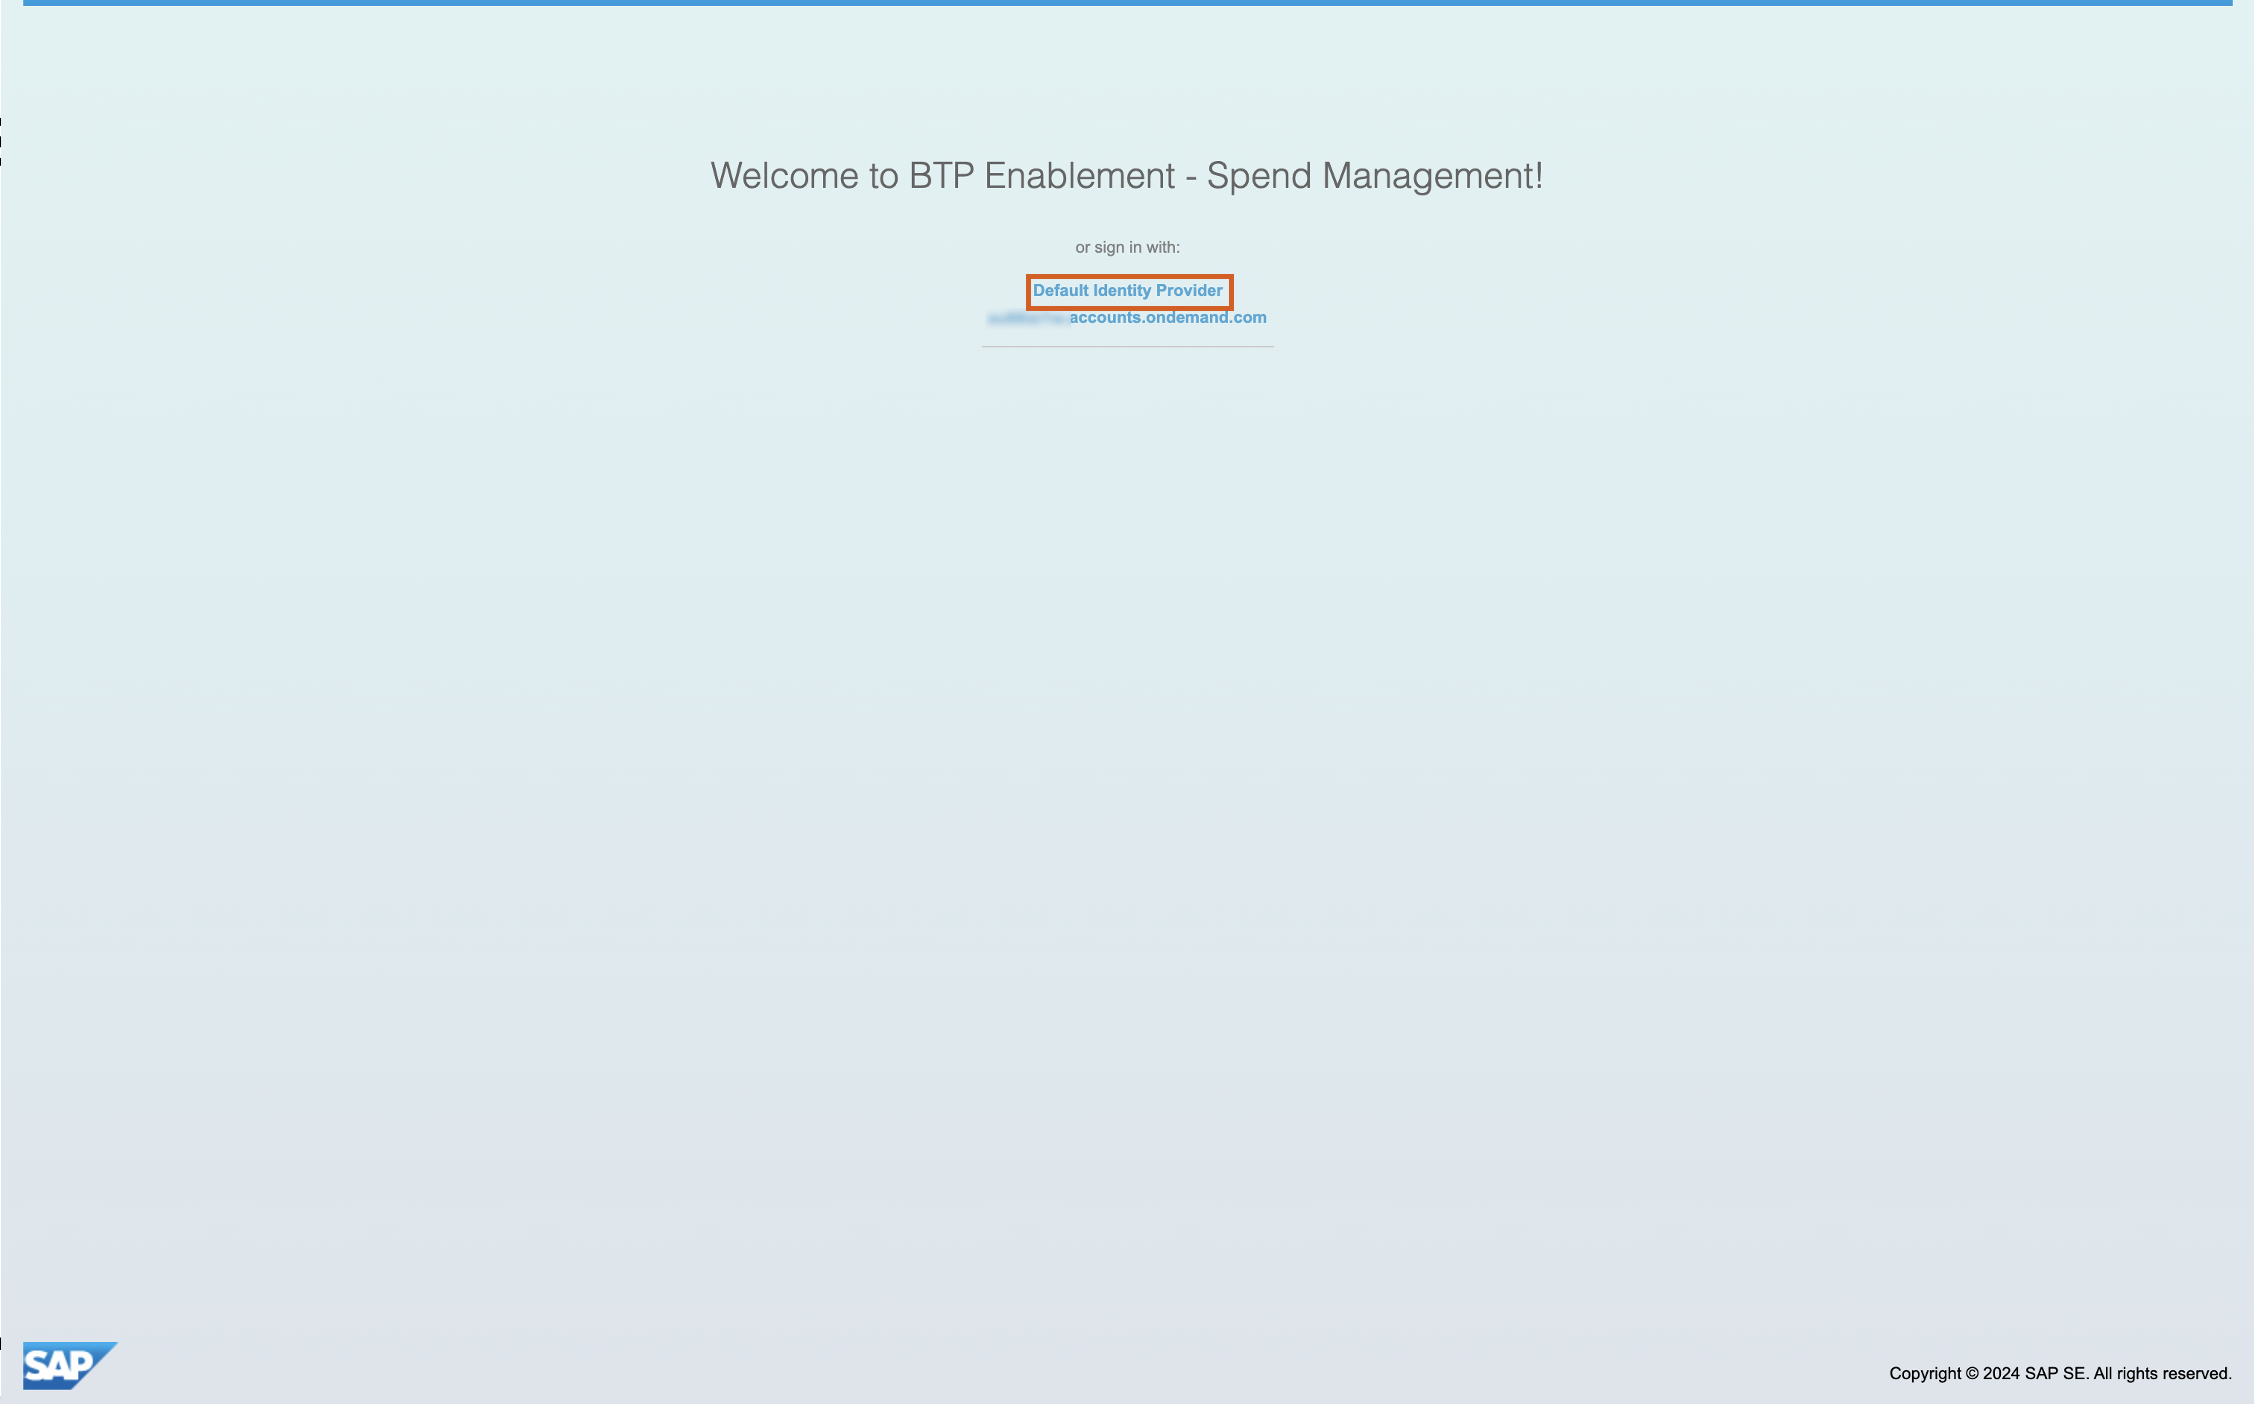 Welcome to BTP Enablement - Spend Management!
or sign in with:
Default Identity Provider
accounts.ondemand.com
SAP
Copyright © 2024 SAP SE. All rights reserved.